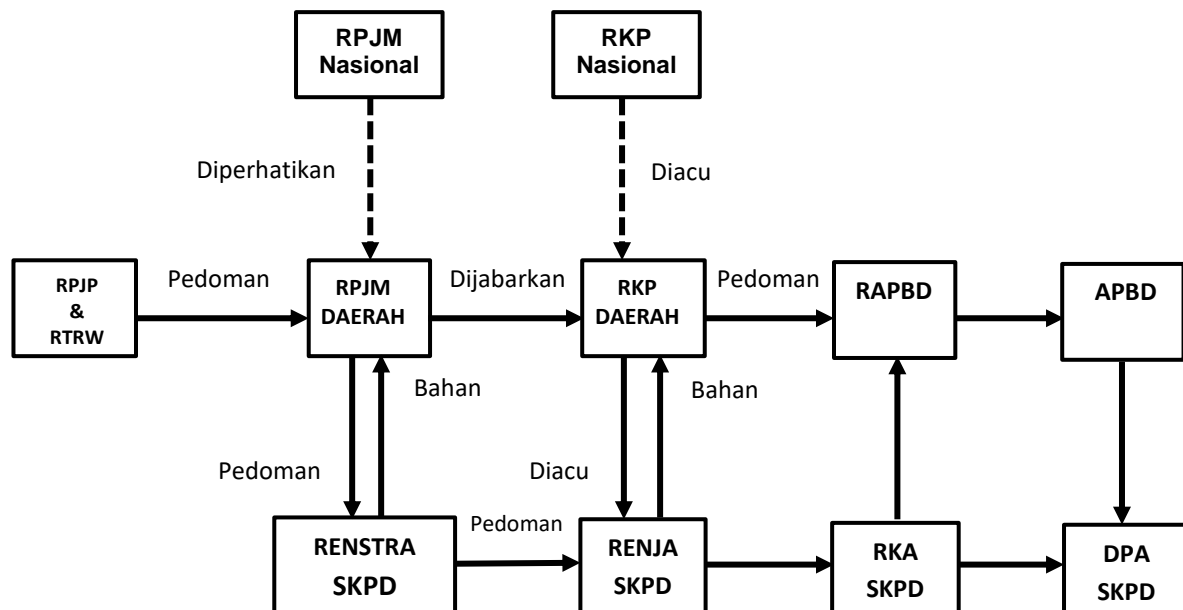 RPJM
Nasional
RKP
Nasional
Diperhatikan
Diacu
RPJP
&
RTRW
Pedoman
RPJM
DAERAH
Dijabarkan
RKP
DAERAH
Pedoman
RAPBD
APBD
Bahan
Bahan
Pedoman
Diacu
RENSTRA
SKPD
Pedoman
RENJA
SKPD
RKA
SKPD
DPA
SKPD